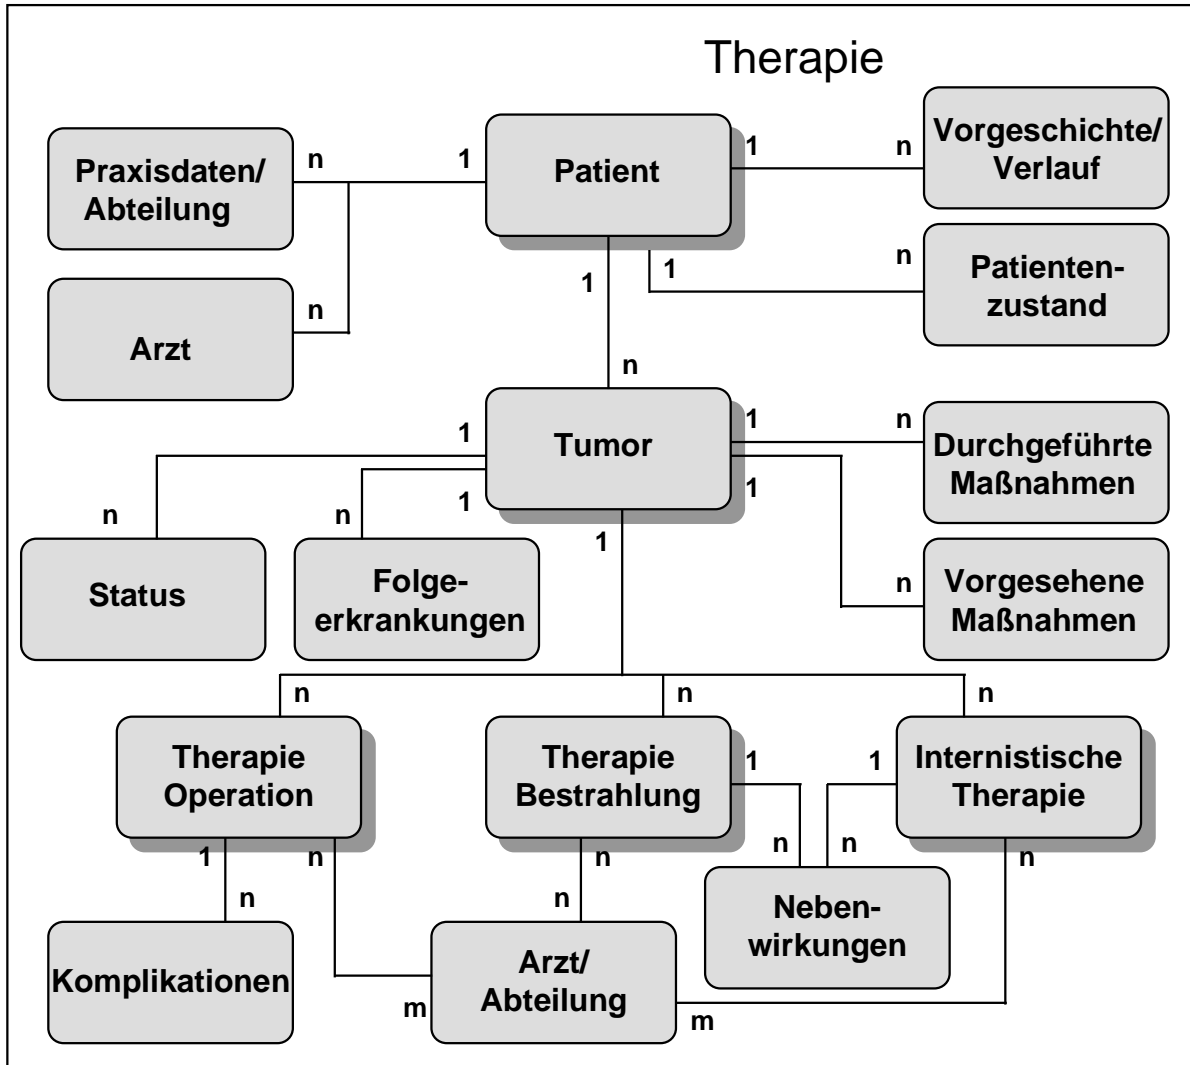 Therapie
Praxisdaten/
Abteilung
n
1
Patient
1
n
Vorgeschichte/
Verlauf
Arzt
n
1
1
n
Patienten-
zustand
n
Tumor
1
1
1
n
Durchgeführte
Maßnahmen
1
n
Vorgesehene
Maßnahmen
n
Status
n
Folge-
erkrankungen
1
n
n
n
Therapie
Operation
Therapie
Bestrahlung
1
1
Internistische
Therapie
1
n
n
n
n
n
n
n
Komplikationen
Arzt/
Abteilung
Neben-
wirkungen
m
m